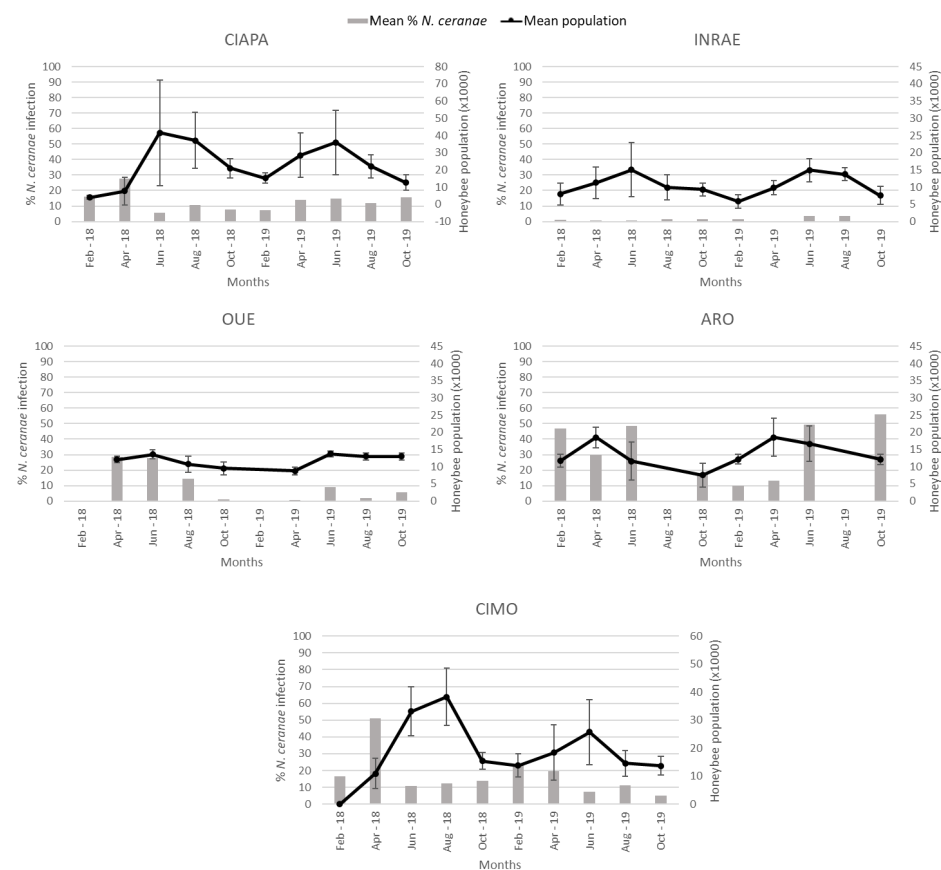 Mean % N. ceranae Mean population
CIAPA
% N. ceranae infection
100
90
80
70
60
50
40
30
20
10
0
80
70
60
50
40
30
20
10
0
-10
Honeybee population (x1000)
Feb - 18
Apr - 18
Jun - 18
Aug - 18
Oct - 18
Feb - 19
Apr - 19
Jun - 19
Aug - 19
Oct - 19
Months
INRAE
% N. ceranae infection
100
90
80
70
60
50
40
30
20
10
0
45
40
35
30
25
20
15
10
5
0
Honeybee population (x1000)
Feb - 18
Apr - 18
Jun - 18
Aug - 18
Oct - 18
Feb - 19
Apr - 19
Jun - 19
Aug - 19
Oct - 19
Months
OUE
% N. ceranae infection
100
90
80
70
60
50
40
30
20
10
0
45
40
35
30
25
20
15
10
5
0
Honeybee population (x1000)
Feb - 18
Apr - 18
Jun - 18
Aug - 18
Oct - 18
Feb - 19
Apr - 19
Jun - 19
Aug - 19
Oct - 19
Months
ARO
% N. ceranae infection
100
90
80
70
60
50
40
30
20
10
0
45
40
35
30
25
20
15
10
5
0
Honeybee population (x1000)
Feb - 18
Apr - 18
Jun - 18
Aug - 18
Oct - 18
Feb - 19
Apr - 19
Jun - 19
Aug - 19
Oct - 19
Months
CIMO
% N. ceranae infection
100
90
80
70
60
50
40
30
20
10
0
60
50
40
30
20
10
0
Honeybee population (x1000)
Feb - 18
Apr - 18
Jun - 18
Aug - 18
Oct - 18
Feb - 19
Apr - 19
Jun - 19
Aug - 19
Oct - 19
Months